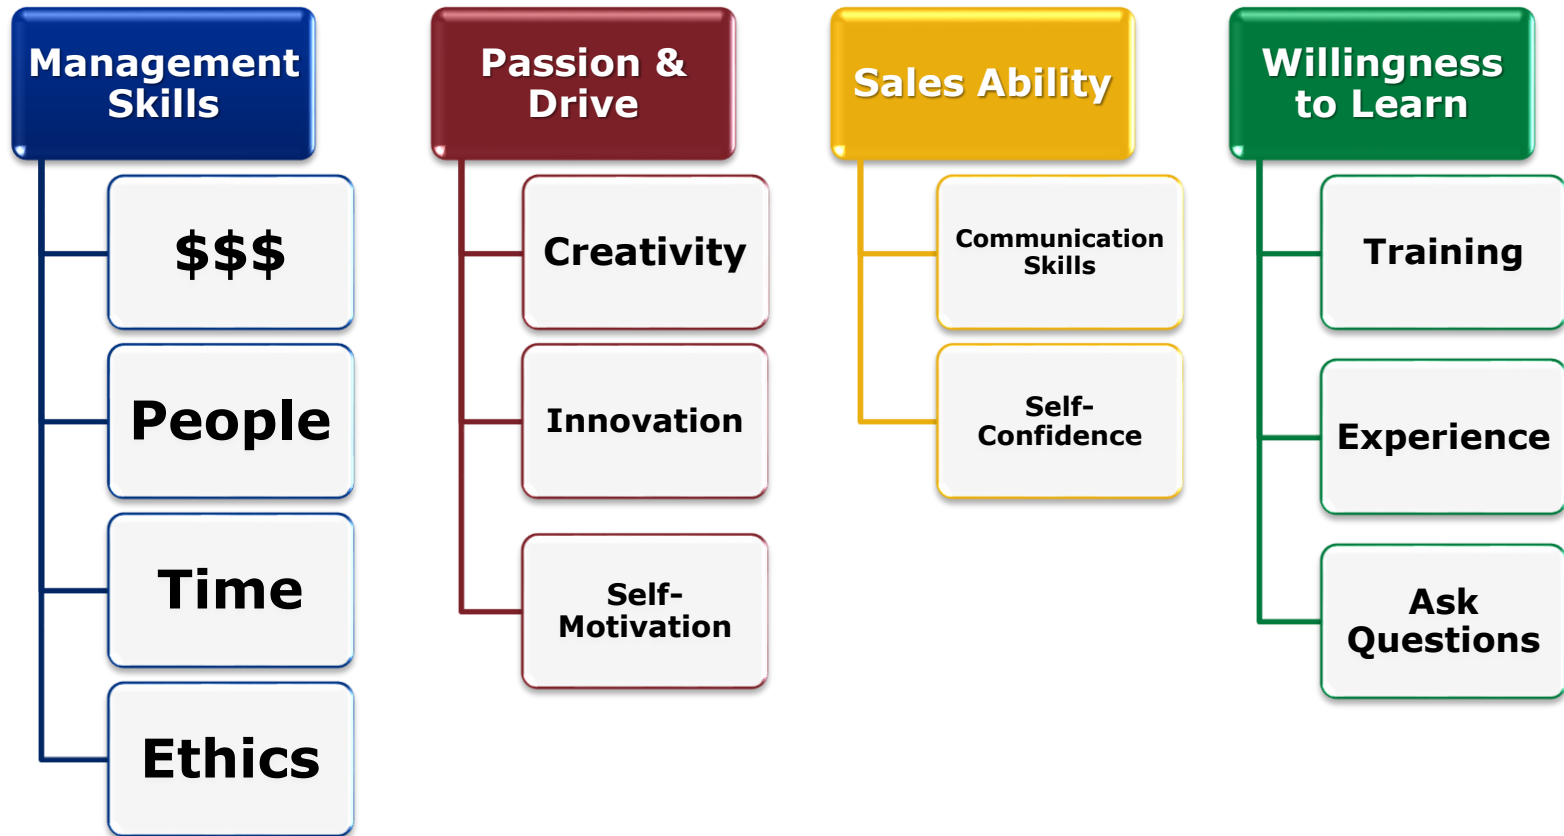 Management
Skills
$$$
People
Time
Ethics
Passion &
Drive
Creativity
Innovation
Self-
Motivation
Sales Ability
Communication
Skills
Self-
Confidence
Willingness
to Learn
Training
Experience
Ask
Questions